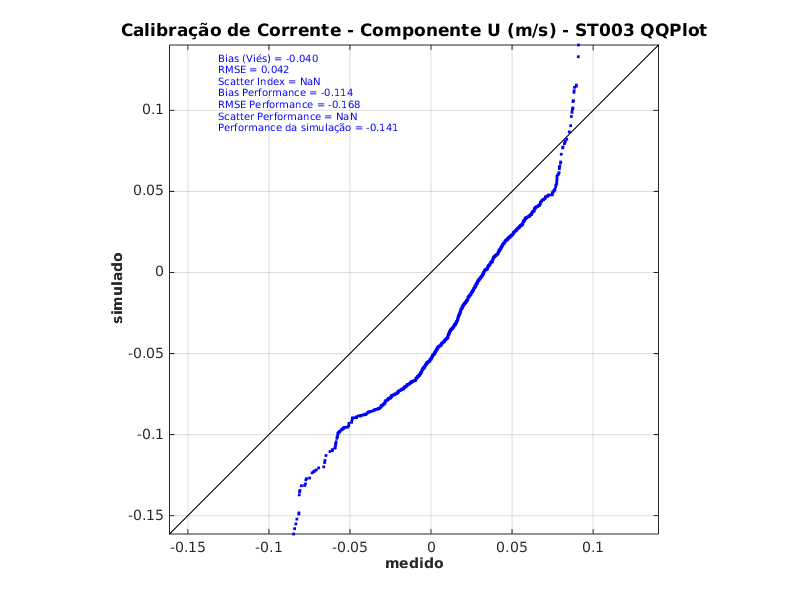 Calibração de Corrente - Componente U (m/s) - ST003 QQPlot
Bias (Viés) = -0.040
RMSE = 0.042
Scatter Index = NaN
Bias Performance = -0.114
RMSE Performance = -0.168
Scatter Performance = NaN
Performance da simulação = -0.141
0.1
0.05
0
-0.05
-0.1
-0.15
simulado
-0.15 -0.1 -0.05 0 0.05 0.1
medido